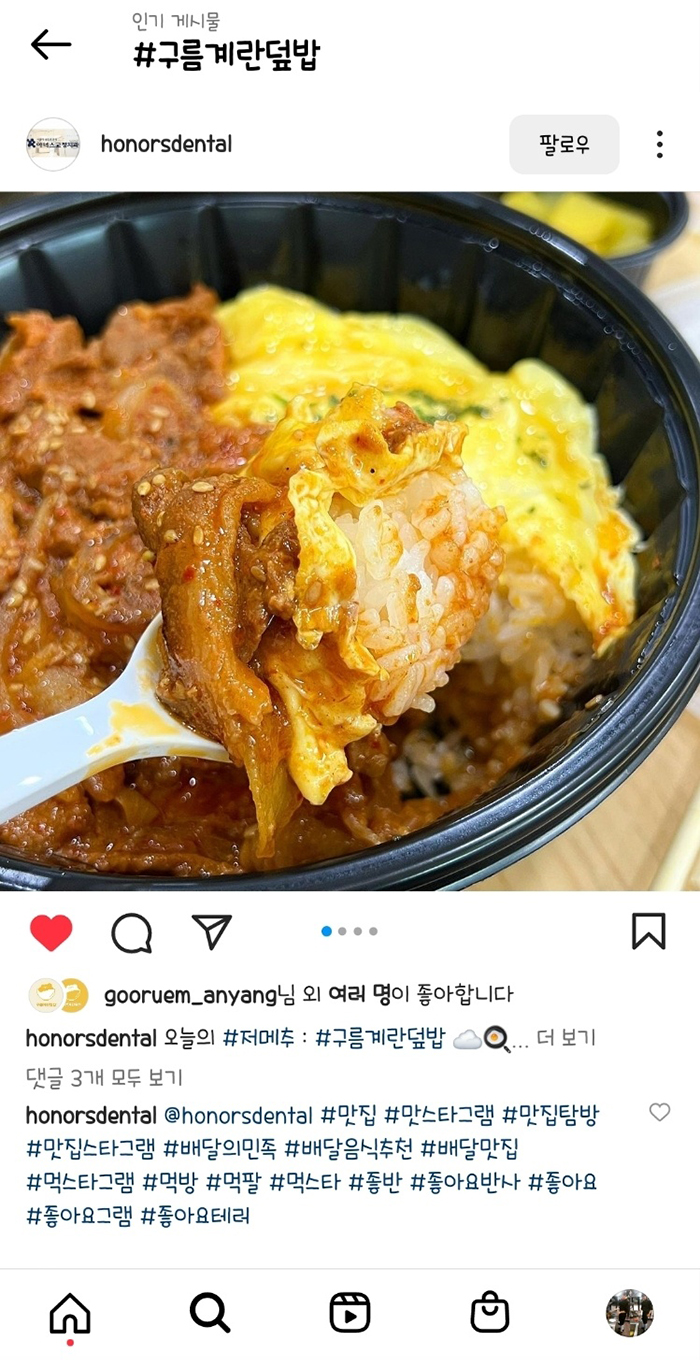 인기 게시물
#구름계란덮밥
honorsdental
팔로우
gooruem_anyang님 외 여러 명이 좋아합니다
honorsdental 오늘의 #저메추 : #구름계란덮밥 ☁️🍳... 더 보기
댓글 3개 모두 보기
honorsdental @honorsdental #맛집 #맛스타그램 #맛집탐방
#맛집스타그램 #배달의민족 #배달음식추천 #배달맛집
#먹스타그램 #먹방 #먹팔 #먹스타 #좋반 #좋아요반사 #좋아요
#좋아요그램 #좋아요테러